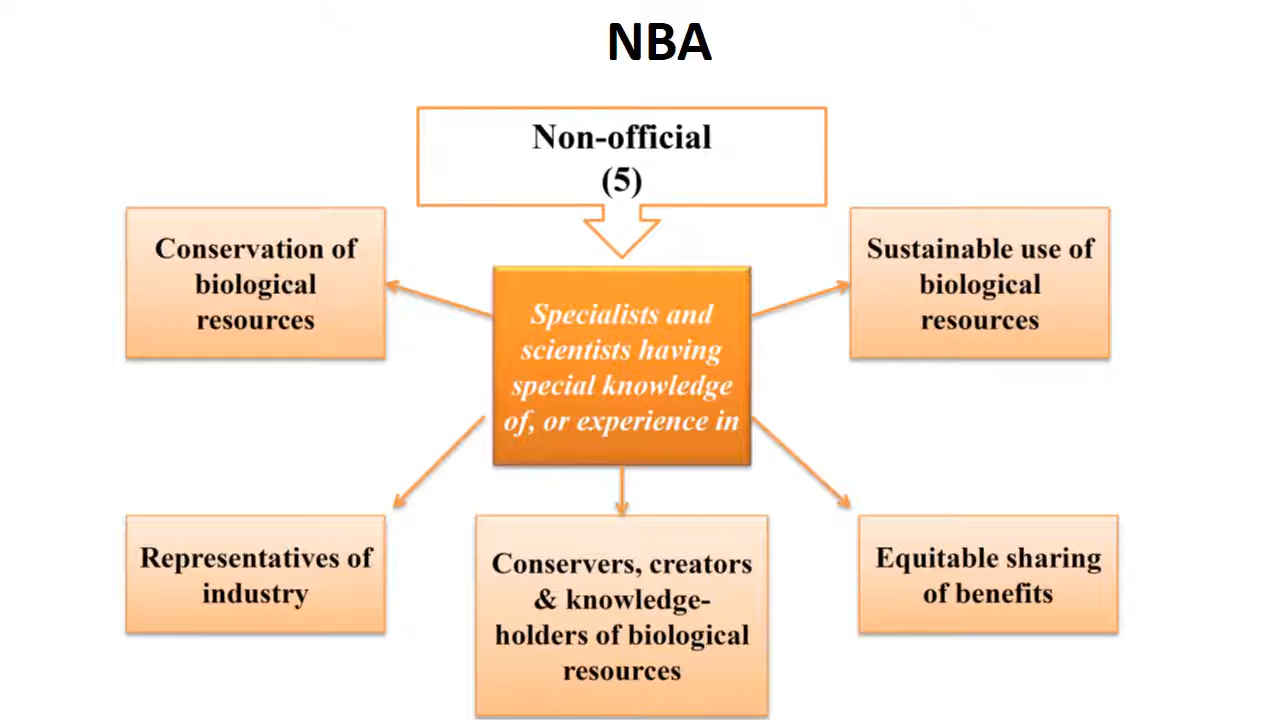 NBA
Non-official
(5)
Conservation of
biological
resources
Sustainable use of
biological
resources
Specialists and
scientists having
special knowledge
of, or experience in
Representatives of
industry
Conservers, creators
& knowledge-
holders of biological
resources
Equitable sharing
of benefits